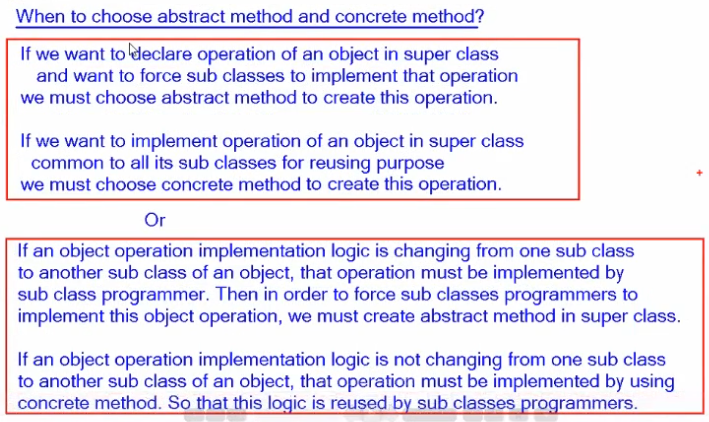 When to choose abstract method and concrete method?
If we want to declare operation of an object in super class
and want to force sub classes to implement that operation
we must choose abstract method to create this operation.
If we want to implement operation of an object in super class
common to all its sub classes for reusing purpose
we must choose concrete method to create this operation.
Or
If an object operation implementation logic is changing from one sub class
to another sub class of an object, that operation must be implemented by
sub class programmer. Then in order to force sub classes programmers to
implement this object operation, we must create abstract method in super class.
If an object operation implementation logic is not changing from one sub class
to another sub class of an object, that operation must be implemented by using
concrete method. So that this logic is reused by sub classes programmers.